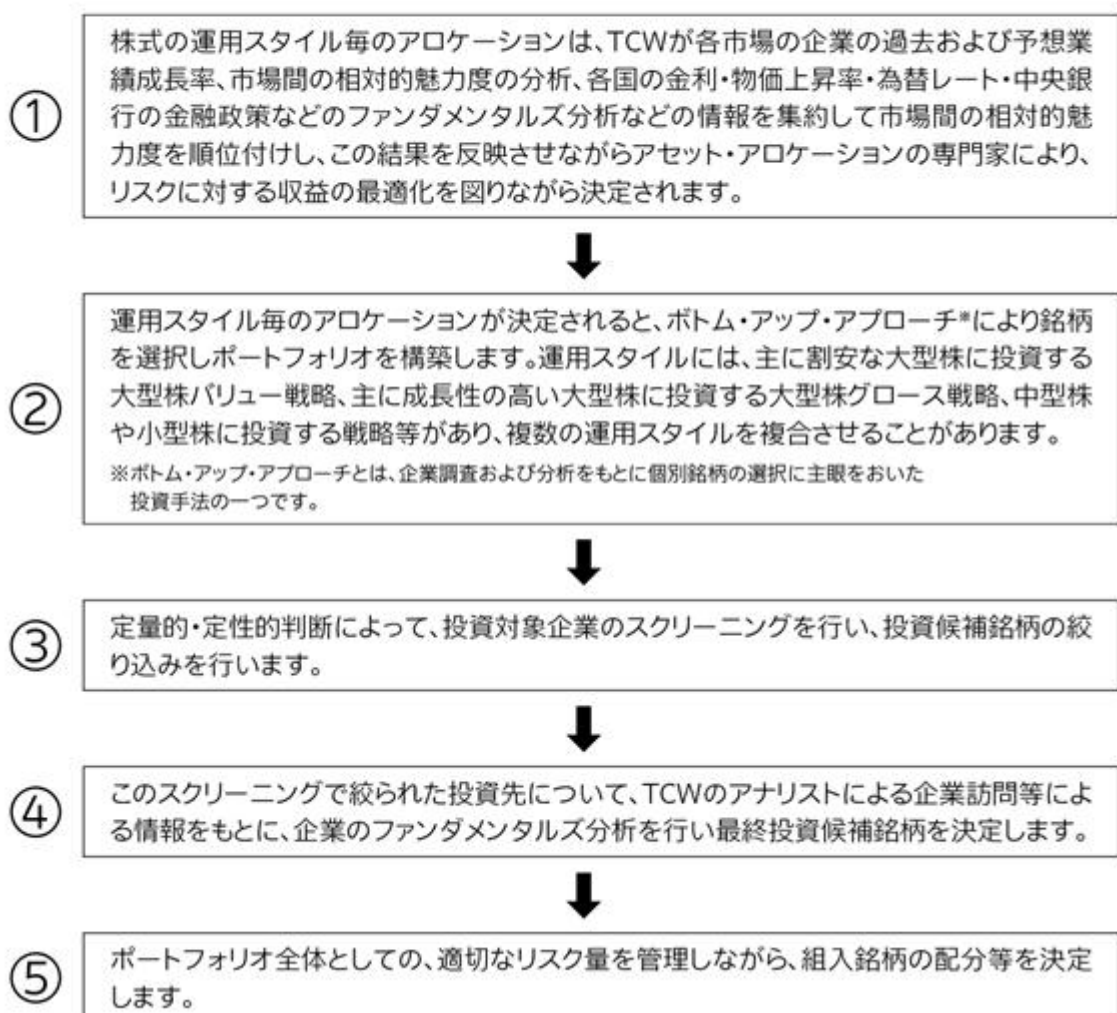 ①
株式の運用スタイル毎のアロケーションは、TCWが各市場の企業の過去および予想業
績成長率、市場間の相対的魅力度の分析、各国の金利・物価上昇率・為替レート・中央銀
行の金融政策などのファンダメンタルズ分析などの情報を集約して市場間の相対的魅
力度を順位付けし、この結果を反映させながらアセット・アロケーションの専門家により、
リスクに対する収益の最適化を図りながら決定されます。
②
運用スタイル毎のアロケーションが決定されると、ボトム・アップ・アプローチ※により銘柄
を選択しポートフォリオを構築します。運用スタイルには、主に割安な大型株に投資する
大型株バリュー戦略、主に成長性の高い大型株に投資する大型株グロース戦略、中型株
や小型株に投資する戦略等があり、複数の運用スタイルを複合させることがあります。
※ボトム・アップ・アプローチとは、企業調査および分析をもとに個別銘柄の選択に主眼をおいた
投資手法の一つです。
③
定量的・定性的判断によって、投資対象企業のスクリーニングを行い、投資候補銘柄の絞
り込みを行います。
④
このスクリーニングで絞られた投資先について、TCWのアナリストによる企業訪問等によ
る情報をもとに、企業のファンダメンタルズ分析を行い最終投資候補銘柄を決定します。
⑤
ポートフォリオ全体としての、適切なリスク量を管理しながら、組入銘柄の配分等を決定
します。